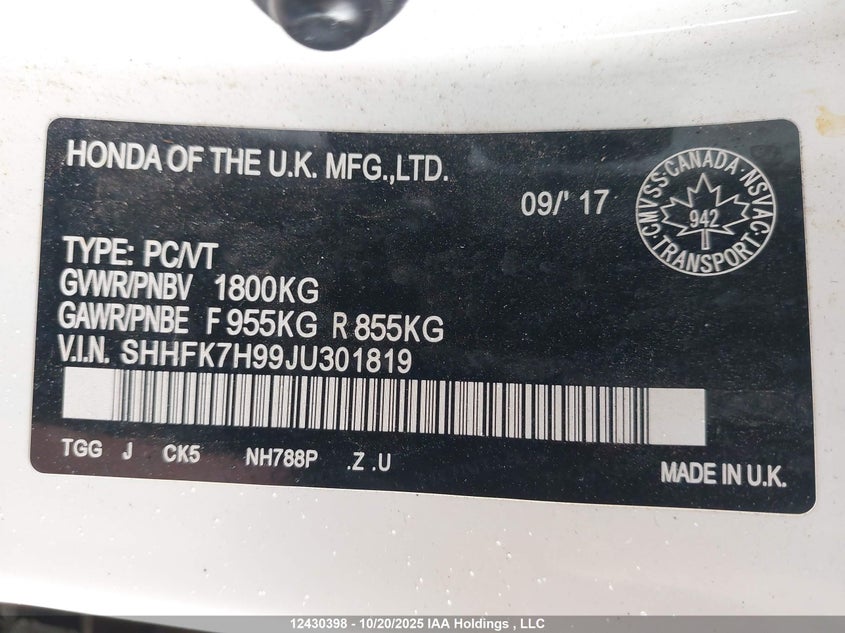 HONDA OF THE U.K. MFG.,LTD.
09/' 17
CMVSS·CANADA·NSVAC·
942
TRANSPORT
TYPE: PC/VT
GVWR/PNBV 1800KG
GAWR/PNBE F 955KG R 855KG
V.I.N. SHHFK7H99JU301819
TGG J CK5 NH788P .Z .U
MADE IN U.K.
12430398 - 10/20/2025 IAA Holdings , LLC